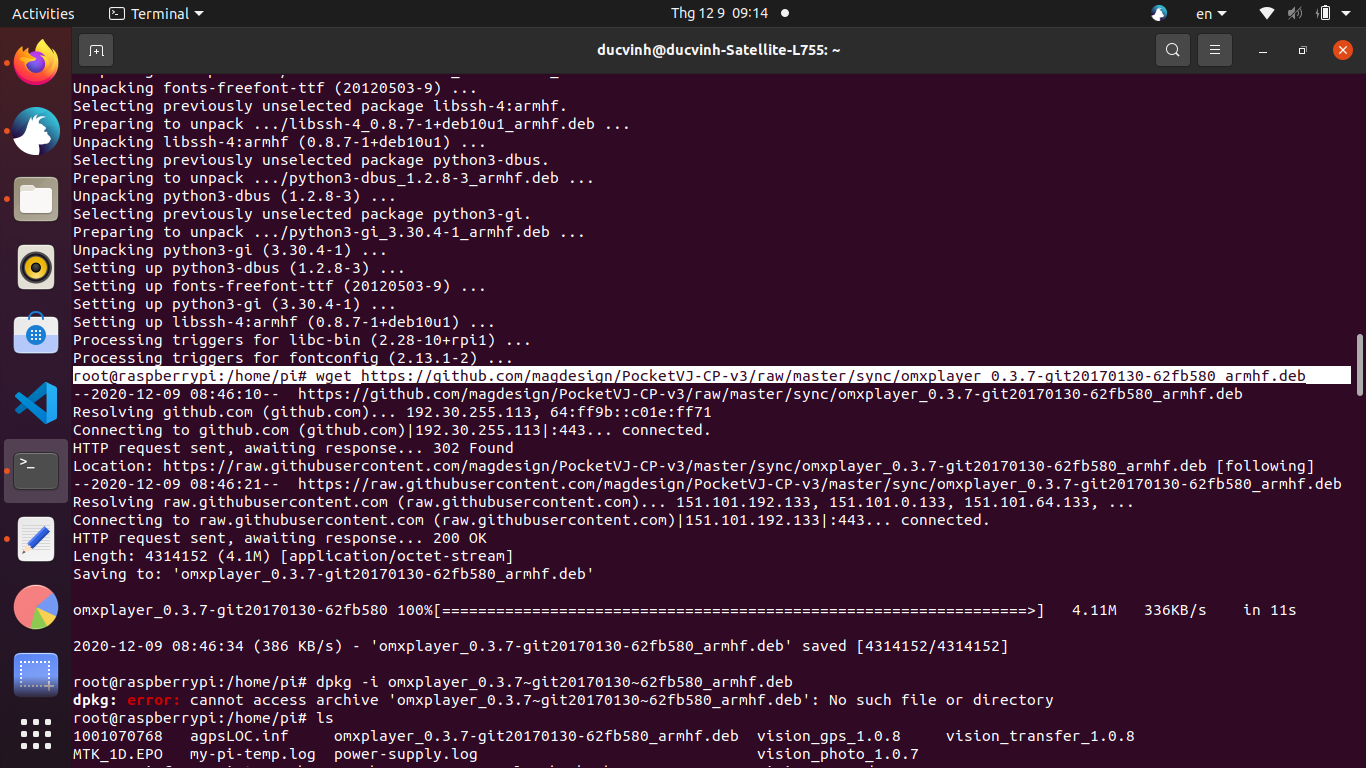 Activities Terminal Thg 12 9 09:14 en
ducvinh@ducvinh-Satellite-L755: ~
Unpacking fonts-freefont-ttf (20120503-9) ...
Selecting previously unselected package libssh-4:armhf.
Preparing to unpack .../libssh-4_0.8.7-1+deb10u1_armhf.deb ...
Unpacking libssh-4:armhf (0.8.7-1+deb10u1) ...
Selecting previously unselected package python3-dbus.
Preparing to unpack .../python3-dbus_1.2.8-3_armhf.deb ...
Unpacking python3-dbus (1.2.8-3) ...
Selecting previously unselected package python3-gi.
Preparing to unpack .../python3-gi_3.30.4-1_armhf.deb ...
Unpacking python3-gi (3.30.4-1) ...
Setting up python3-dbus (1.2.8-3) ...
Setting up fonts-freefont-ttf (20120503-9) ...
Setting up python3-gi (3.30.4-1) ...
Setting up libssh-4:armhf (0.8.7-1+deb10u1) ...
Processing triggers for libc-bin (2.28-10+rpi1) ...
Processing triggers for fontconfig (2.13.1-2) ...
root@raspberrypi:/home/pi# wget https://github.com/magdesign/PocketVJ-CP-v3/raw/master/sync/omxplayer_0.3.7-git20170130-62fb580_armhf.deb
--2020-12-09 08:46:10--  https://github.com/magdesign/PocketVJ-CP-v3/raw/master/sync/omxplayer_0.3.7-git20170130-62fb580_armhf.deb
Resolving github.com (github.com)... 192.30.255.113, 64:ff9b::c01e:ff71
Connecting to github.com (github.com)|192.30.255.113|:443... connected.
HTTP request sent, awaiting response... 302 Found
Location: https://raw.githubusercontent.com/magdesign/PocketVJ-CP-v3/master/sync/omxplayer_0.3.7-git20170130-62fb580_armhf.deb [following]
--2020-12-09 08:46:21--  https://raw.githubusercontent.com/magdesign/PocketVJ-CP-v3/master/sync/omxplayer_0.3.7-git20170130-62fb580_armhf.deb
Resolving raw.githubusercontent.com (raw.githubusercontent.com)... 151.101.192.133, 151.101.0.133, 151.101.64.133, ...
Connecting to raw.githubusercontent.com (raw.githubusercontent.com)|151.101.192.133|:443... connected.
HTTP request sent, awaiting response... 200 OK
Length: 4314152 (4.1M) [application/octet-stream]
Saving to: 'omxplayer_0.3.7-git20170130-62fb580_armhf.deb'
omxplayer_0.3.7-git20170130-62fb580 100%[=================================================================>]   4.11M   336KB/s    in 11s
2020-12-09 08:46:34 (386 KB/s) - 'omxplayer_0.3.7-git20170130-62fb580_armhf.deb' saved [4314152/4314152]
root@raspberrypi:/home/pi# dpkg -i omxplayer_0.3.7~git20170130~62fb580_armhf.deb
dpkg: error: cannot access archive 'omxplayer_0.3.7~git20170130~62fb580_armhf.deb': No such file or directory
root@raspberrypi:/home/pi# ls
1001070768   agpsLOC.inf     omxplayer_0.3.7-git20170130-62fb580_armhf.deb  vision_gps_1.0.8     vision_transfer_1.0.8
MTK_1D.EPO   my-pi-temp.log  power-supply.log                               vision_photo_1.0.7